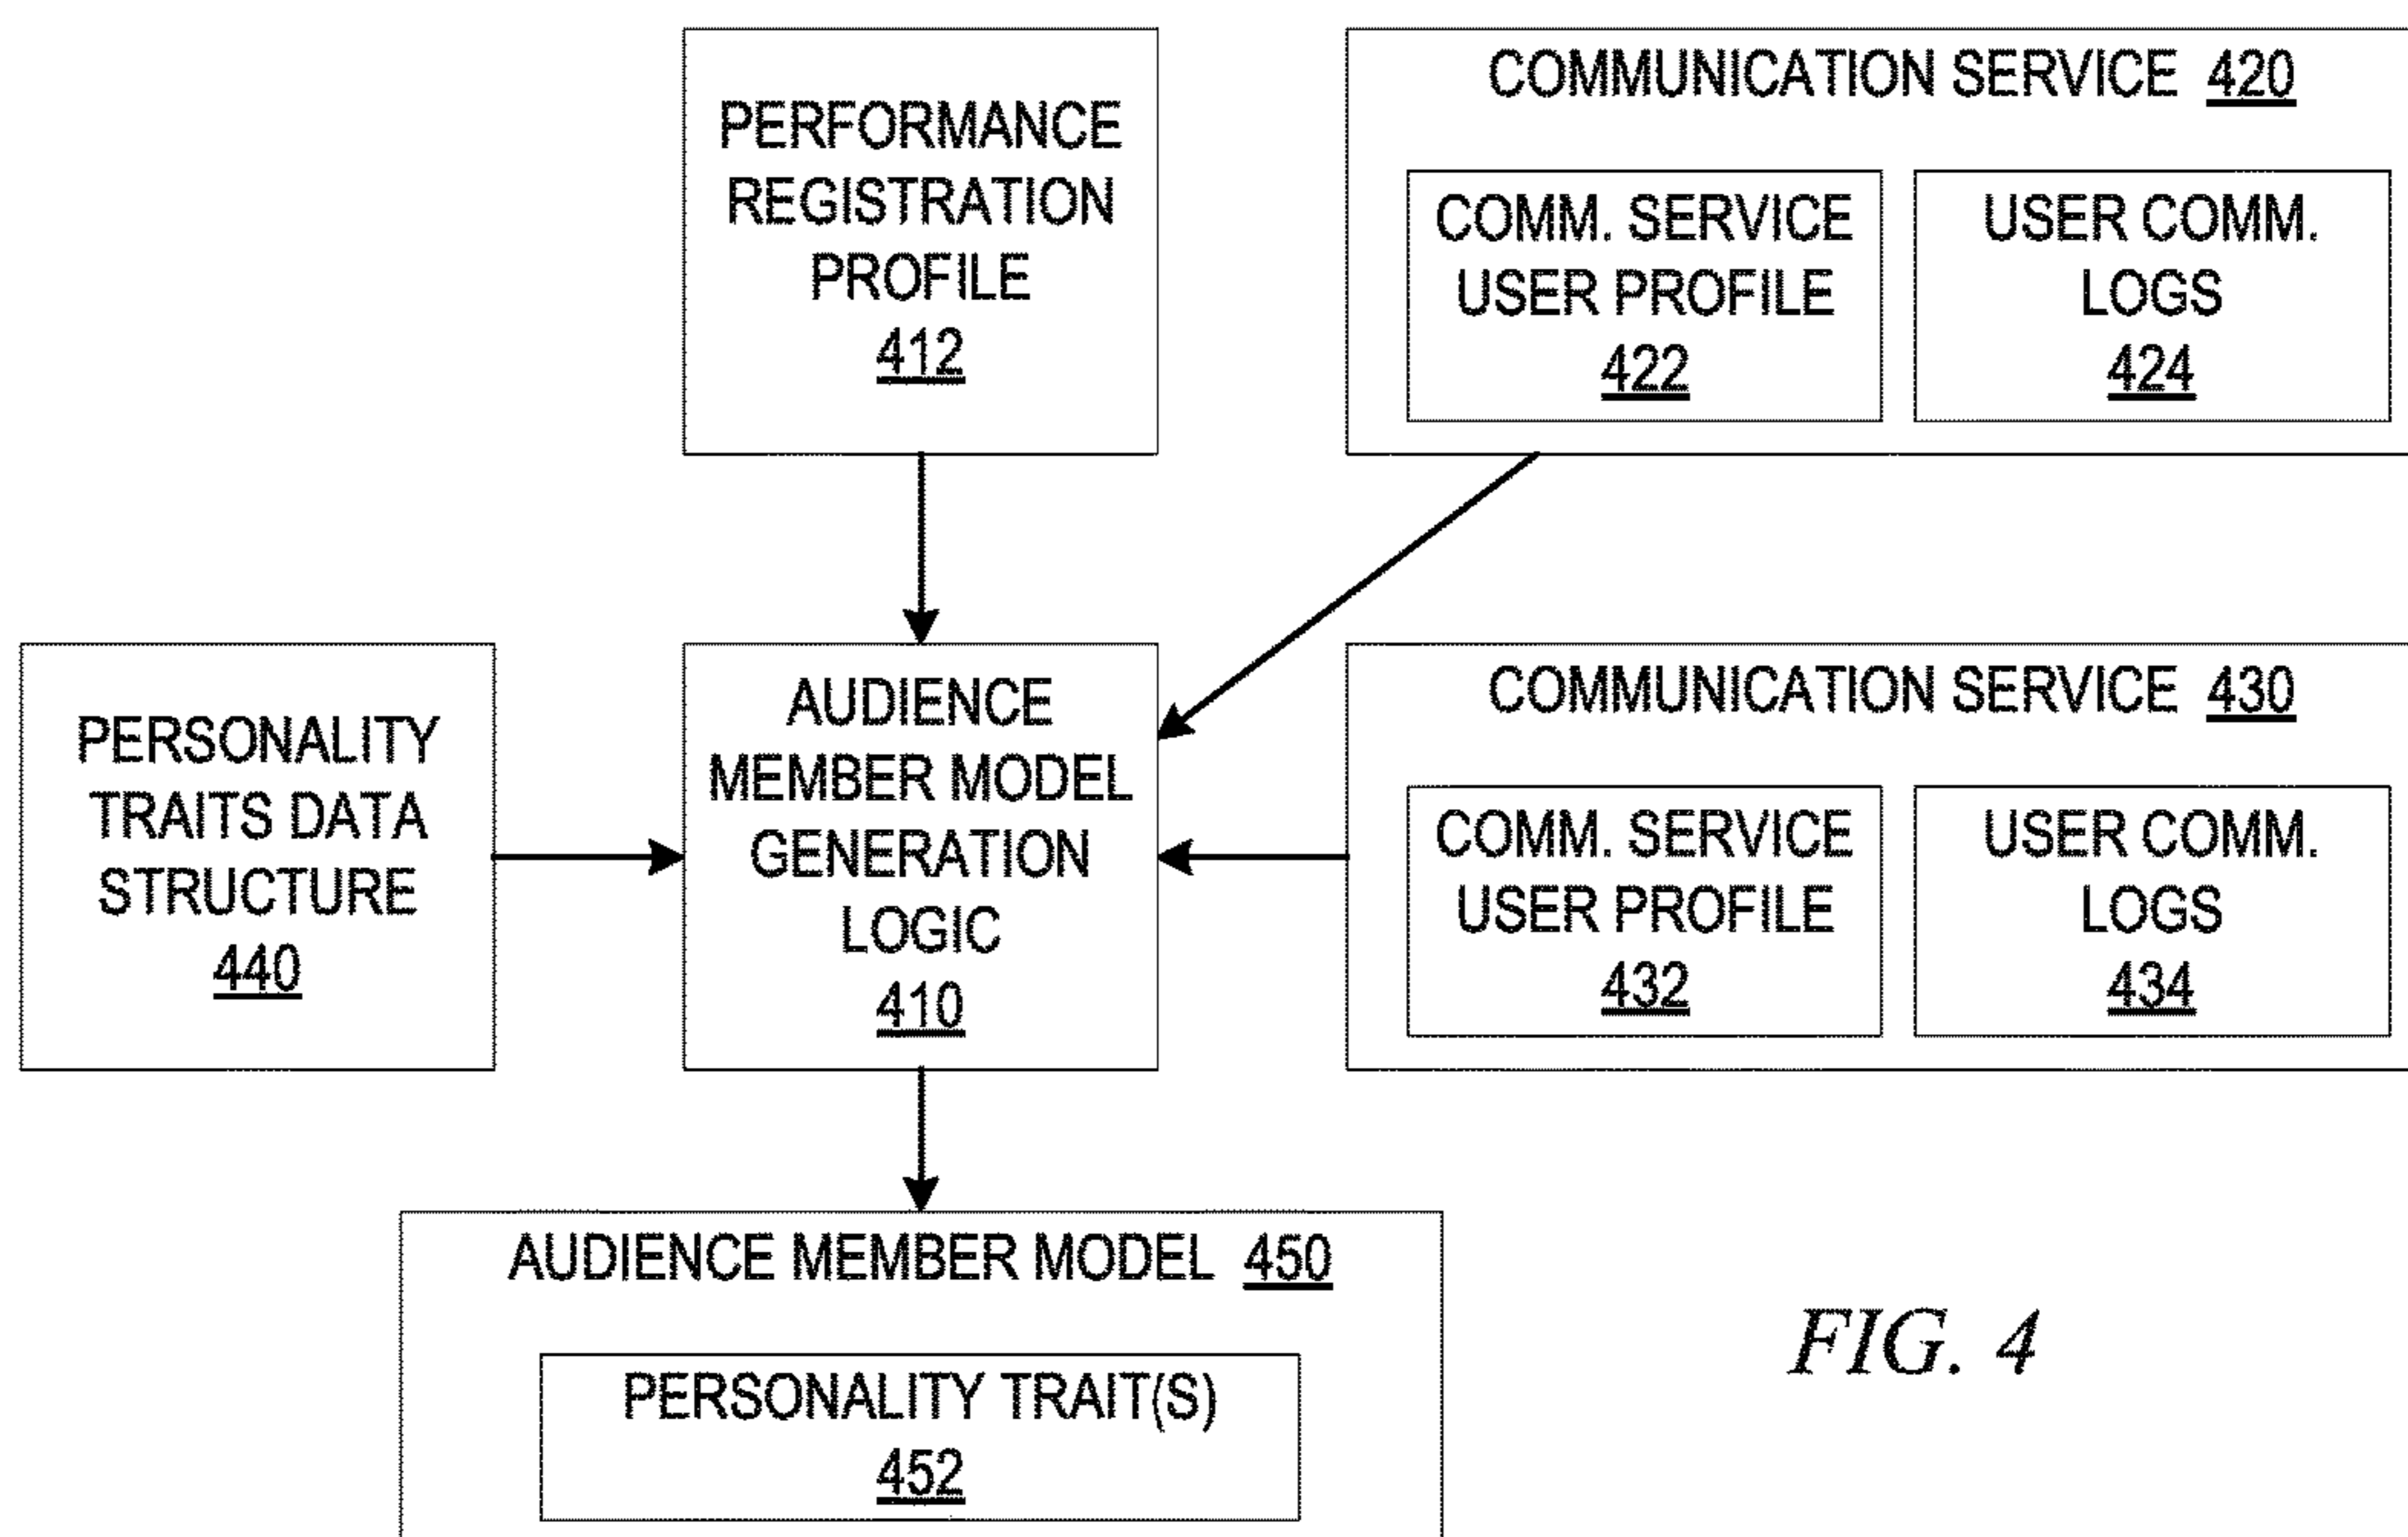 PERFORMANCE
REGISTRATION
PROFILE
412
COMMUNICATION SERVICE 420
COMM. SERVICE
USER PROFILE
422
USER COMM.
LOGS
424
PERSONALITY
TRAITS DATA
STRUCTURE
440
AUDIENCE
MEMBER MODEL
GENERATION
LOGIC
410
COMMUNICATION SERVICE 430
COMM. SERVICE
USER PROFILE
432
USER COMM.
LOGS
434
AUDIENCE MEMBER MODEL 450
PERSONALITY TRAIT(S)
452
FIG. 4